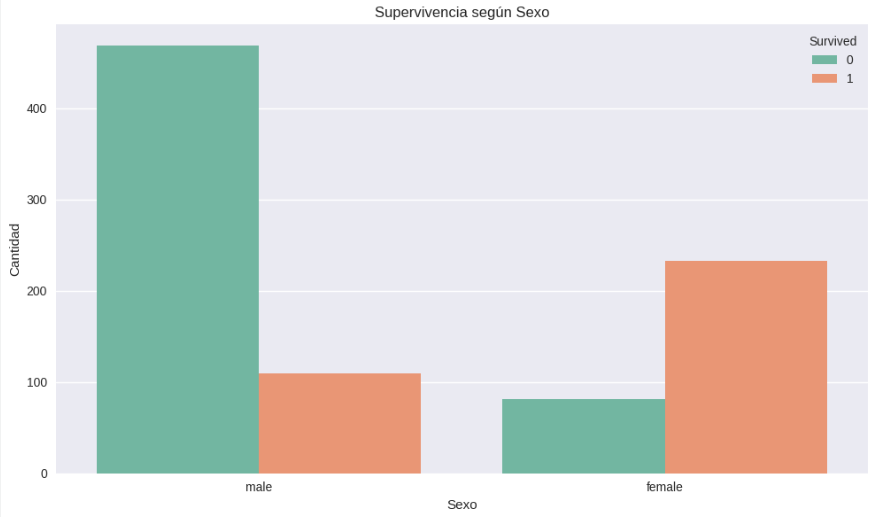 Supervivencia según Sexo
Survived
0
1
400
300
200
100
0
Cantidad
male
female
Sexo